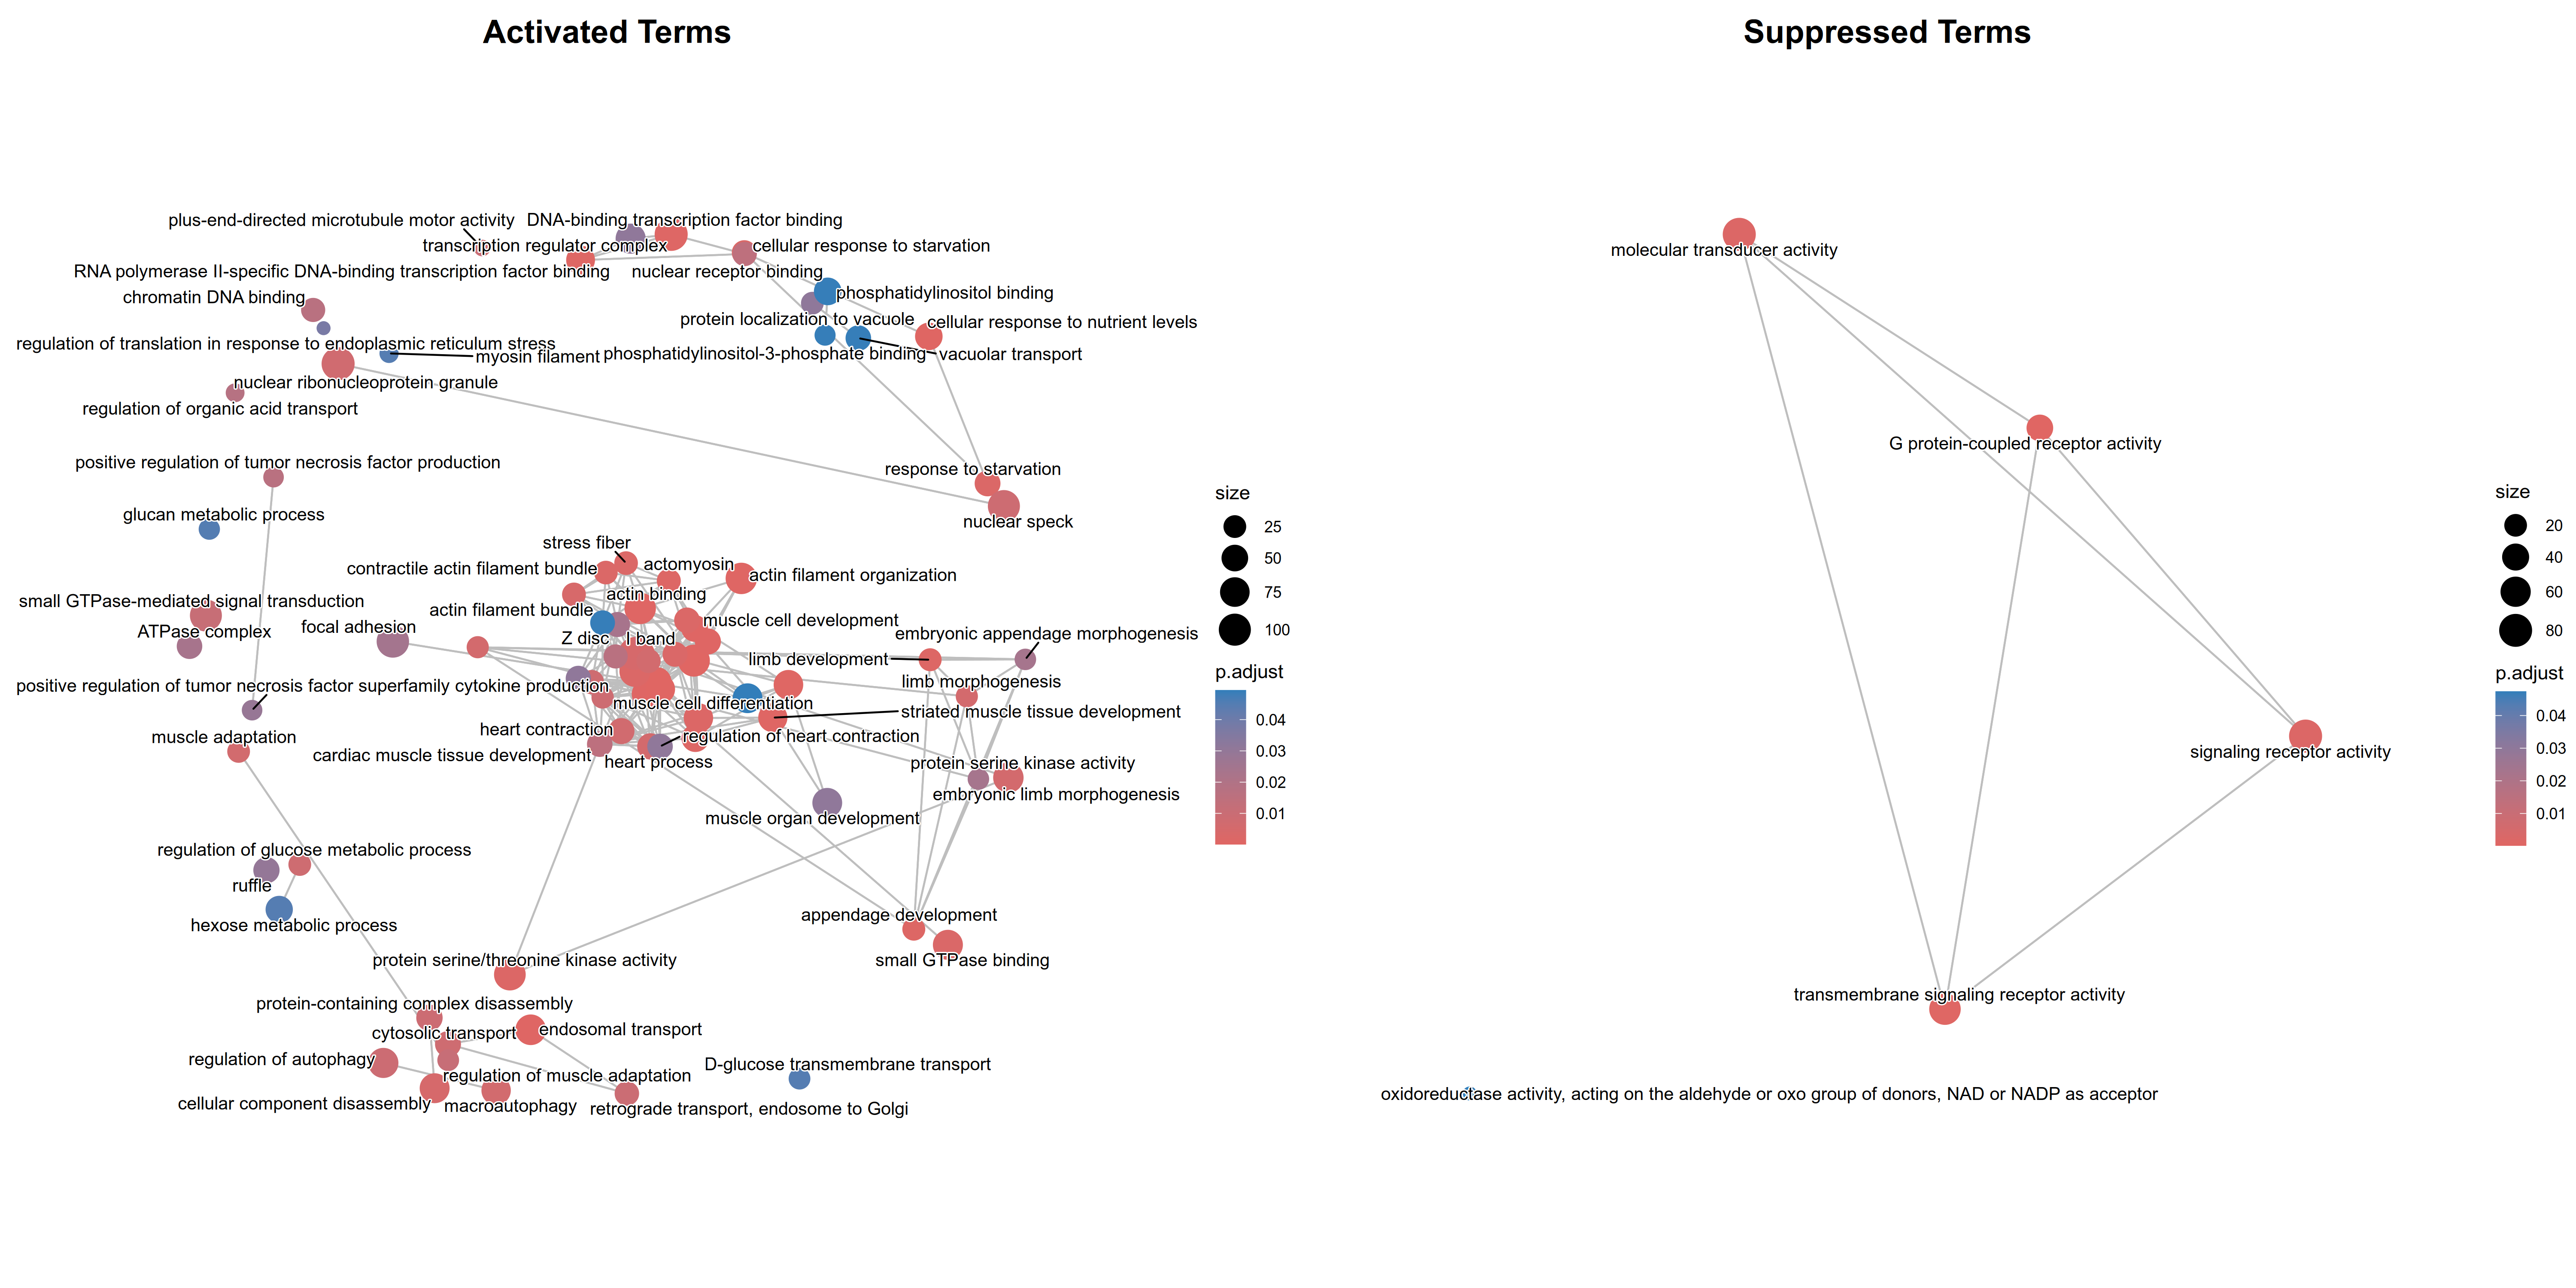 Activated Terms
plus-end-directed microtubule motor activity
DNA-binding transcription factor binding
transcription regulator complex
cellular response to starvation
RNA polymerase II-specific DNA-binding transcription factor binding
nuclear receptor binding
chromatin DNA binding
phosphatidylinositol binding
protein localization to vacuole
cellular response to nutrient levels
regulation of translation in response to endoplasmic reticulum stress
myosin filament
phosphatidylinositol-3-phosphate binding
vacuolar transport
nuclear ribonucleoprotein granule
regulation of organic acid transport
positive regulation of tumor necrosis factor production
response to starvation
glucan metabolic process
nuclear speck
stress fiber
contractile actin filament bundle
actomyosin
actin filament organization
actin binding
small GTPase-mediated signal transduction
actin filament bundle
muscle cell development
ATPase complex
focal adhesion
Z disc
I band
embryonic appendage morphogenesis
limb development
limb morphogenesis
positive regulation of tumor necrosis factor superfamily cytokine production
muscle cell differentiation
striated muscle tissue development
heart contraction
regulation of heart contraction
muscle adaptation
cardiac muscle tissue development
heart process
protein serine kinase activity
embryonic limb morphogenesis
muscle organ development
regulation of glucose metabolic process
ruffle
hexose metabolic process
appendage development
small GTPase binding
protein serine/threonine kinase activity
protein-containing complex disassembly
cytosolic transport
endosomal transport
regulation of autophagy
D-glucose transmembrane transport
regulation of muscle adaptation
cellular component disassembly
macroautophagy
retrograde transport, endosome to Golgi
size
25
50
75
100
p.adjust
0.04
0.03
0.02
0.01
Suppressed Terms
molecular transducer activity
G protein-coupled receptor activity
signaling receptor activity
transmembrane signaling receptor activity
oxidoreductase activity, acting on the aldehyde or oxo group of donors, NAD or NADP as acceptor
size
20
40
60
80
p.adjust
0.04
0.03
0.02
0.01